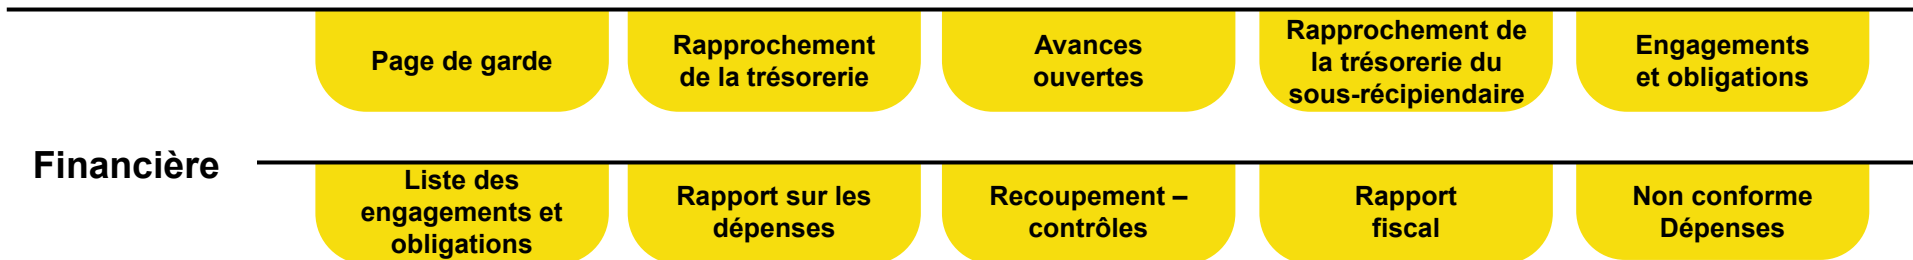 Page de garde
Rapprochement
de la trésorerie
Avances
ouvertes
Rapprochement de
la trésorerie du
sous-récipiendaire
Engagements
et obligations
Financière
Liste des
engagements et
obligations
Rapport sur les
dépenses
Recoupement –
contrôles
Rapport
fiscal
Non conforme
Dépenses